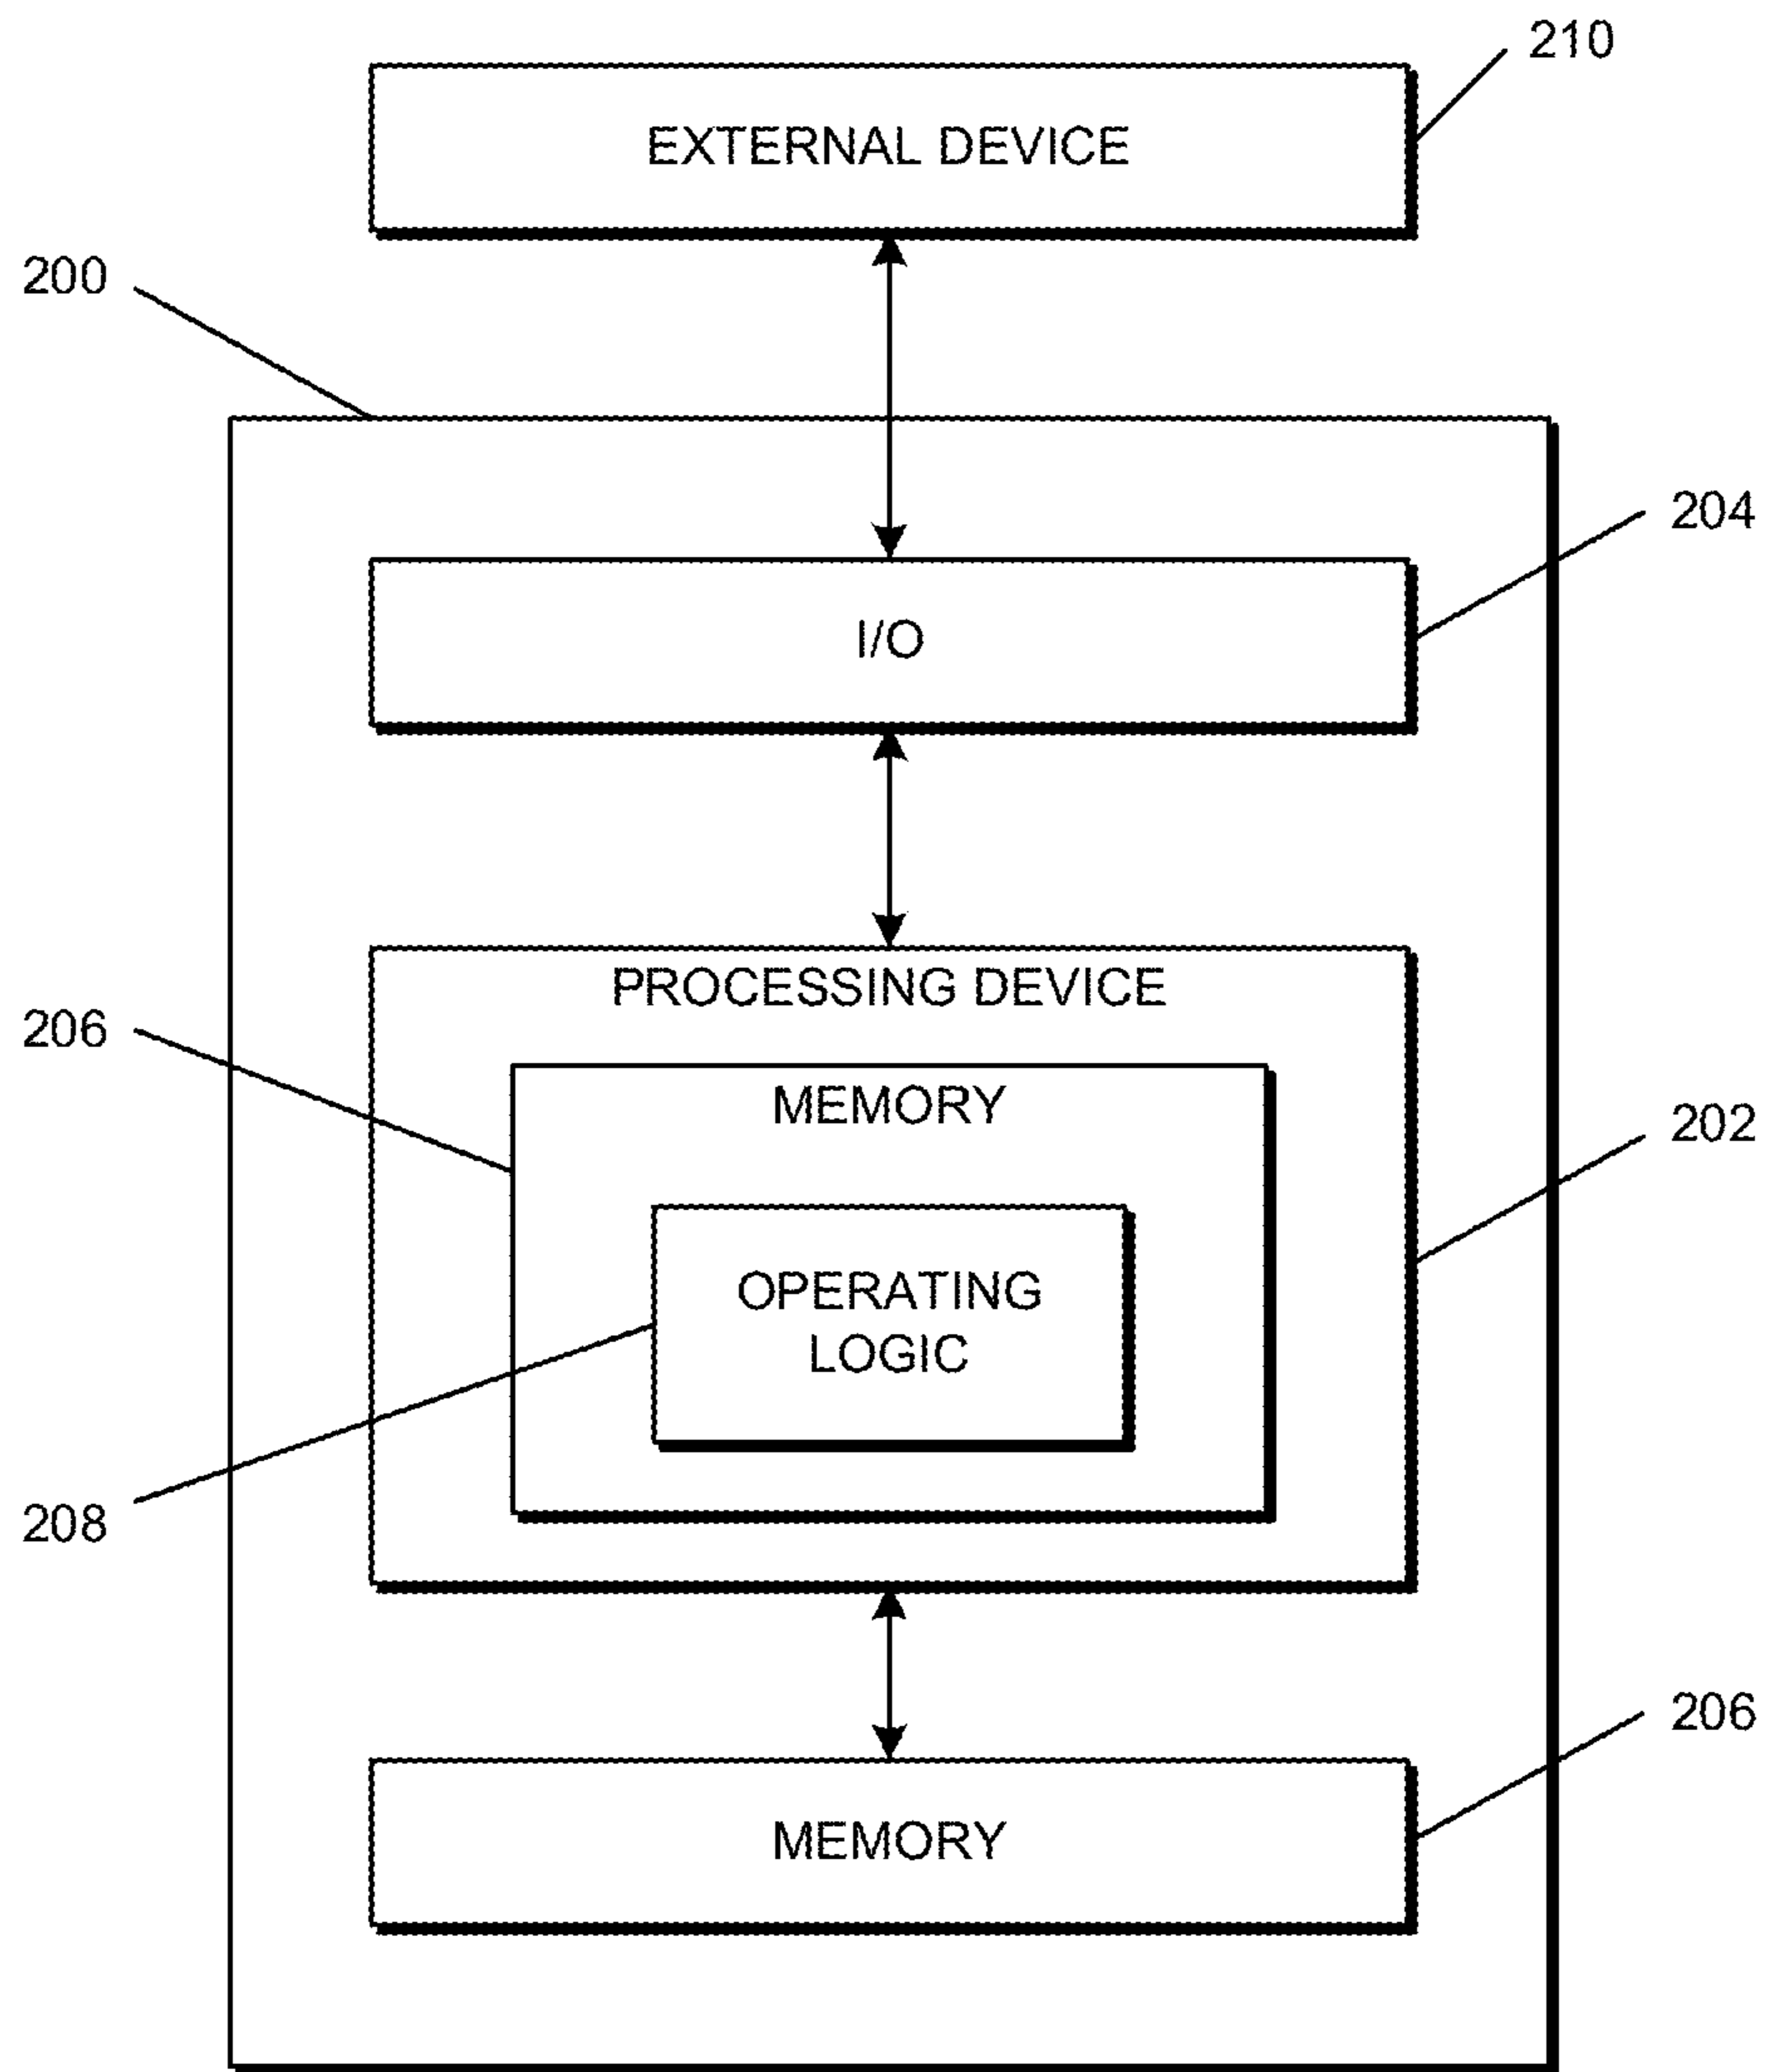 210
EXTERNAL DEVICE
200
204
I/O
PROCESSING DEVICE
206
MEMORY
202
OPERATING
LOGIC
208
206
MEMORY